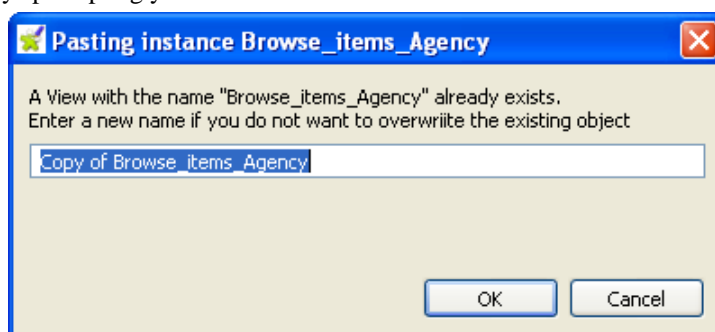 Pasting instance Browse_items_Agency
A View with the name "Browse_items_Agency" already exists.
Enter a new name if you do not want to overwriite the existing object
Copy of Browse_items_Agency
OK Cancel